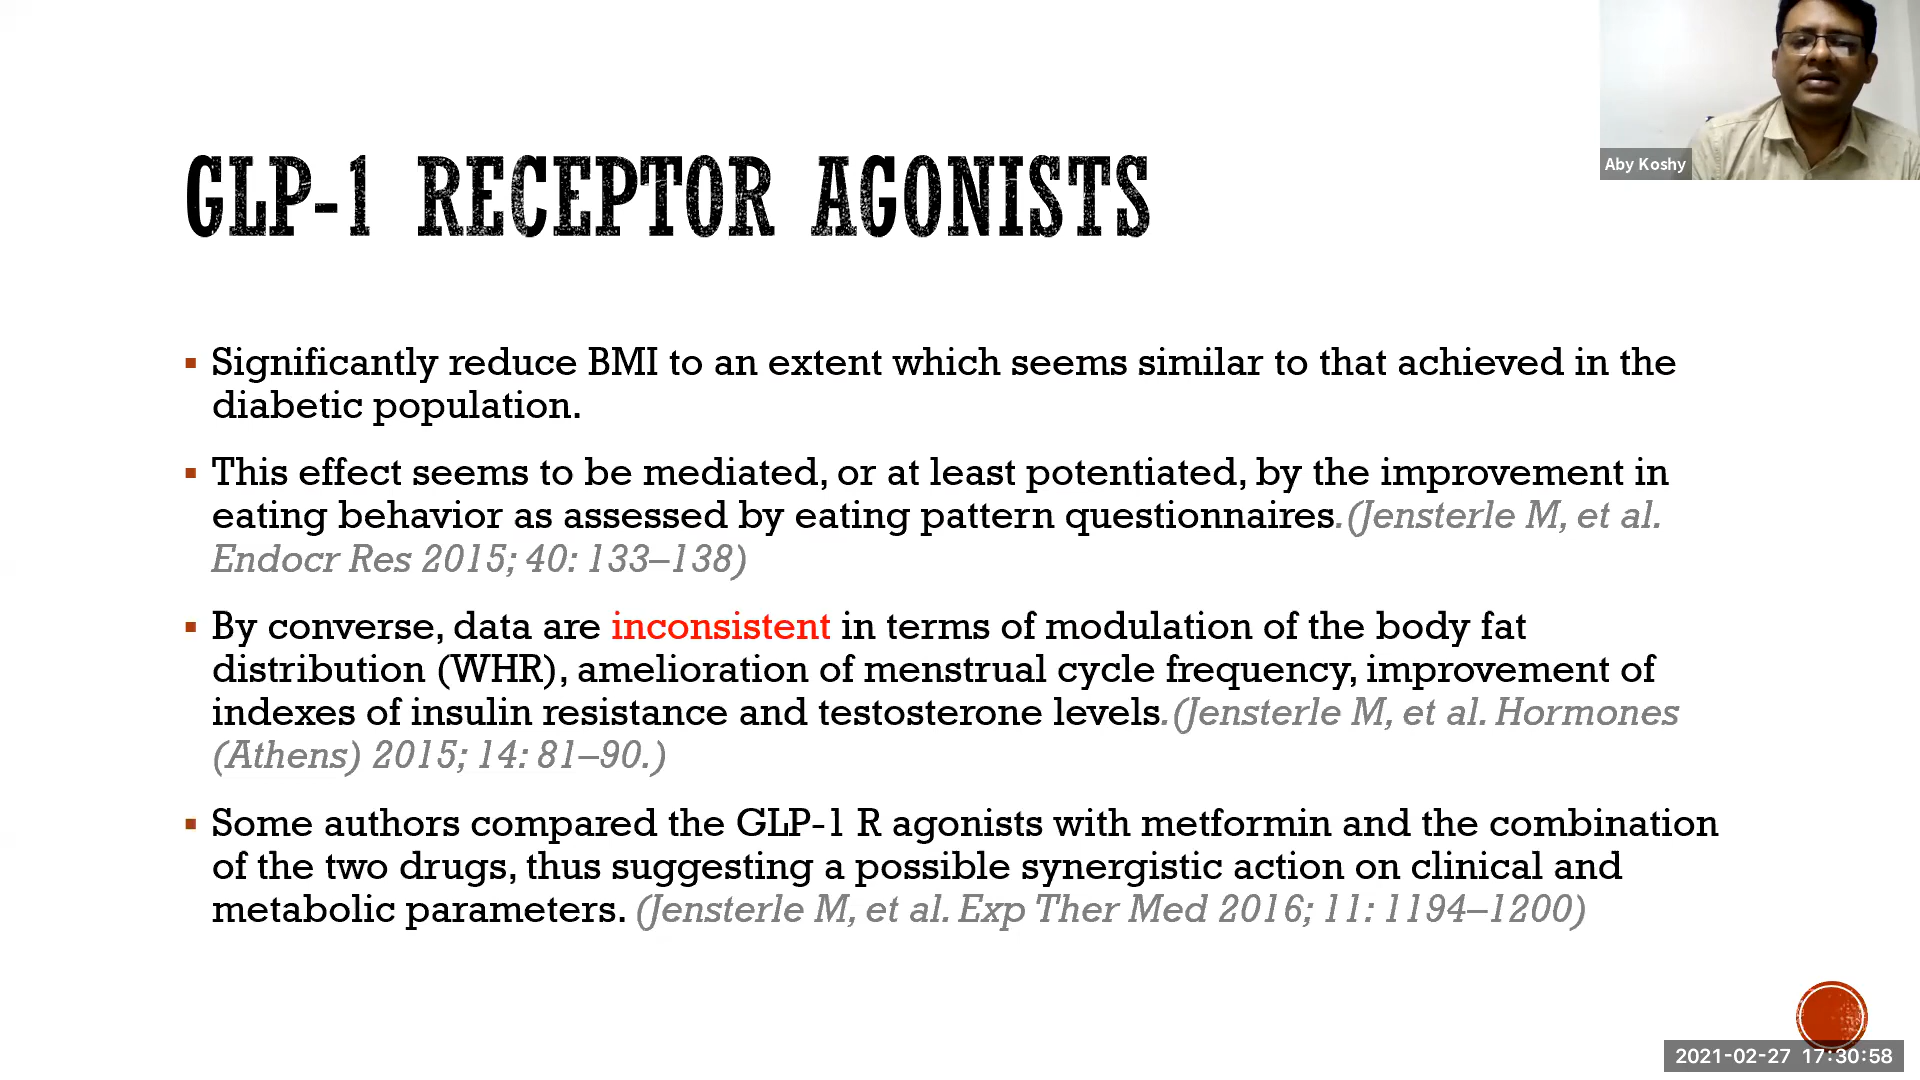 Aby Koshy
GLP-1 RECEPTOR AGONISTS
▪ Significantly reduce BMI to an extent which seems similar to that achieved in the
diabetic population.
▪ This effect seems to be mediated, or at least potentiated, by the improvement in
eating behavior as assessed by eating pattern questionnaires.(Jensterle M, et al.
Endocr Res 2015; 40: 133–138)
▪ By converse, data are inconsistent in terms of modulation of the body fat
distribution (WHR), amelioration of menstrual cycle frequency, improvement of
indexes of insulin resistance and testosterone levels.(Jensterle M, et al. Hormones
(Athens) 2015; 14: 81–90.)
▪ Some authors compared the GLP-1 R agonists with metformin and the combination
of the two drugs, thus suggesting a possible synergistic action on clinical and
metabolic parameters. (Jensterle M, et al. Exp Ther Med 2016; 11: 1194–1200)
2021-02-27 17:30:58